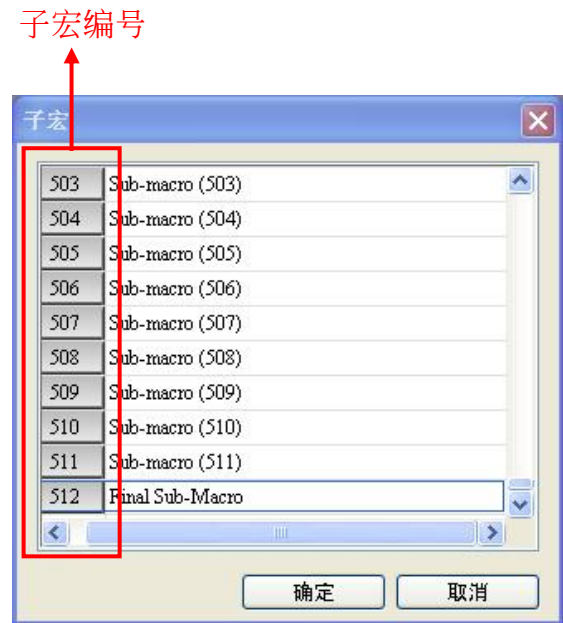 子宏编号
子宏
503 Sub-macro (503)
504 Sub-macro (504)
505 Sub-macro (505)
506 Sub-macro (506)
507 Sub-macro (507)
508 Sub-macro (508)
509 Sub-macro (509)
510 Sub-macro (510)
511 Sub-macro (511)
512 Final Sub-Macro
确定 取消